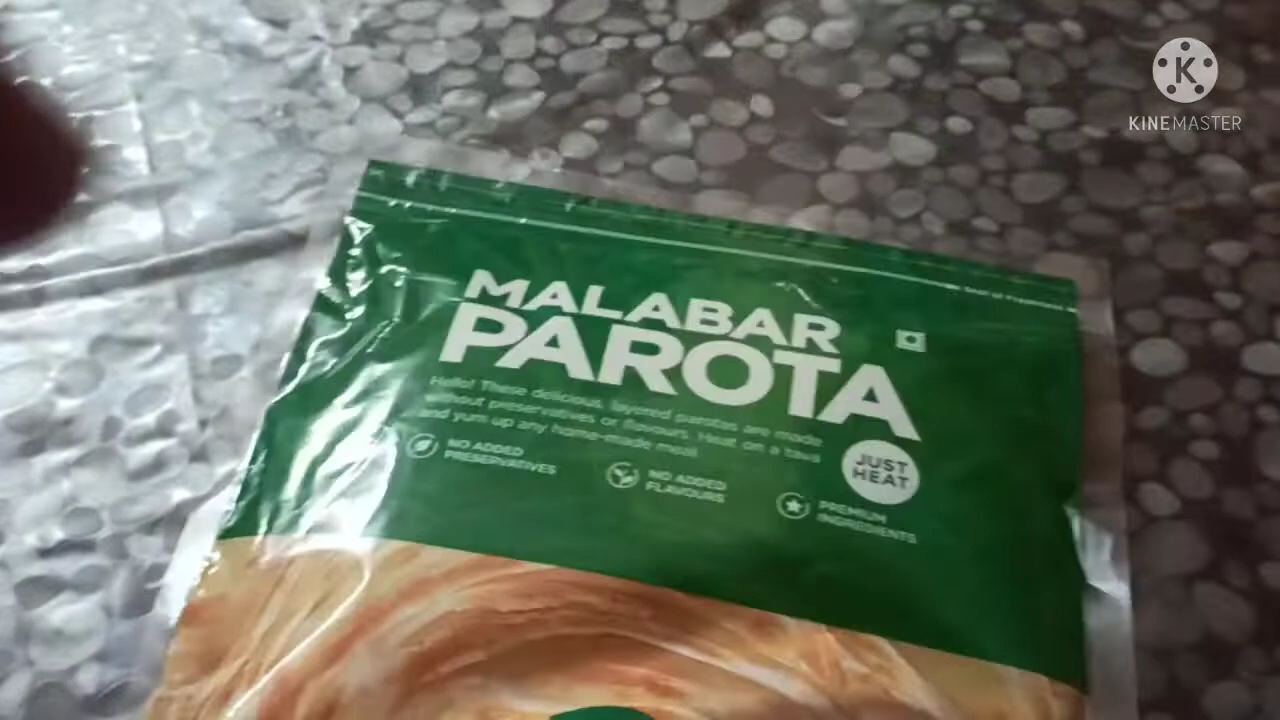 K
KINEMASTER
MALABAR
PAROTA
Hello! These delicious, layered parotas are made
without preservatives or flavours. Heat on a tava
and yum up any home-made meal.
JUST
HEAT
NO ADDED
PRESERVATIVES
NO ADDED
FLAVOURS
PREMIUM
INGREDIENTS